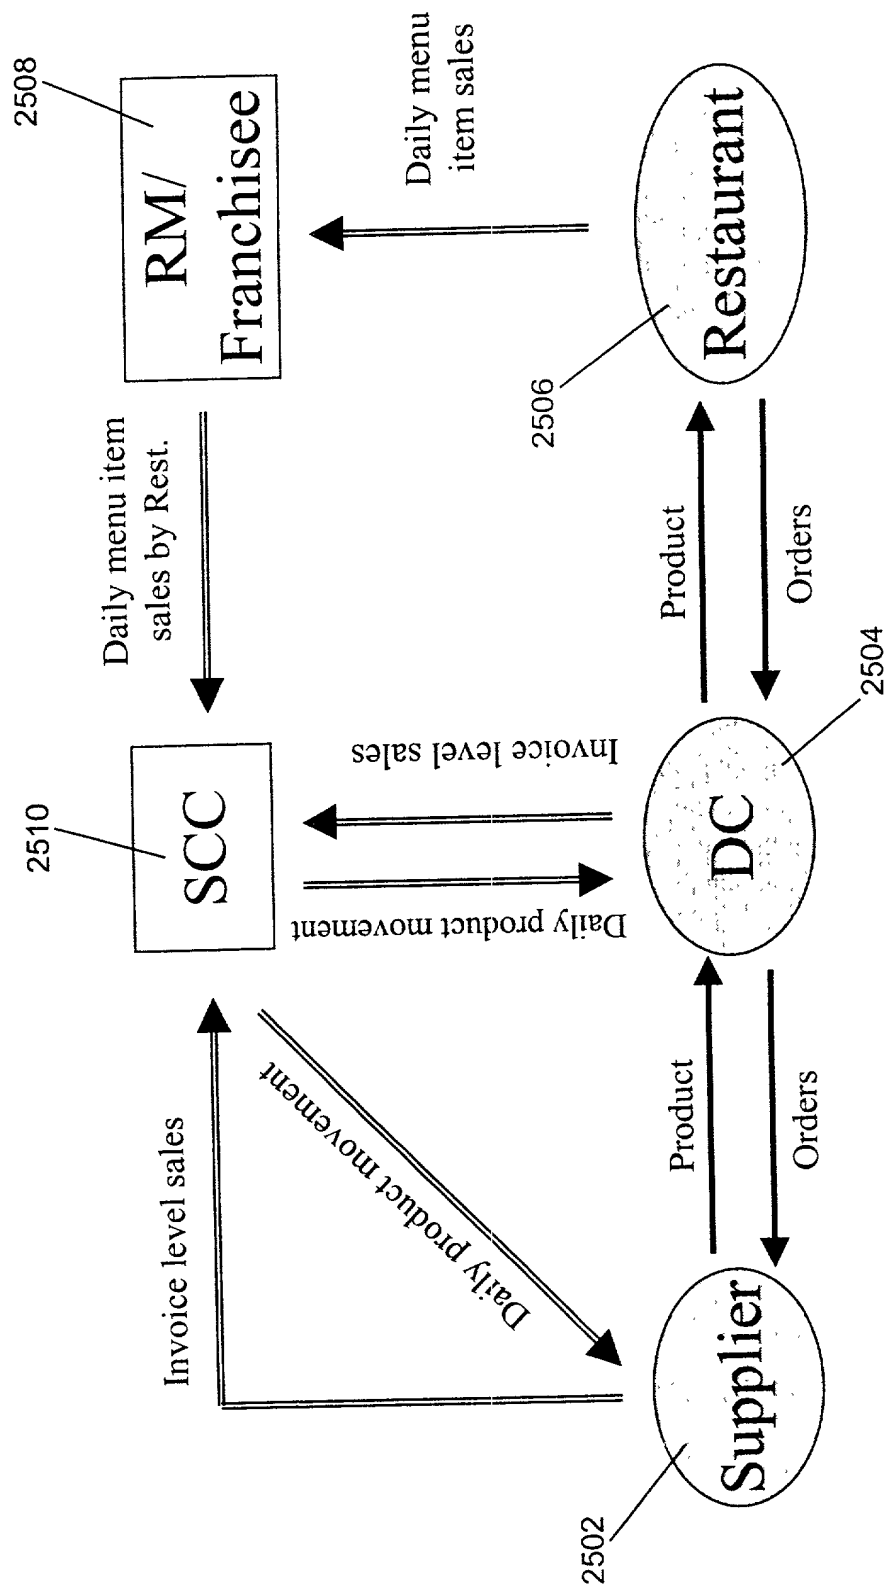 2510
2508
SCC
RM/
Franchisee
Invoice level sales
Daily menu item
sales by Rest.
Daily product movement
Daily product movement
Invoice level sales
Daily menu
item sales
2502
Supplier
Product
Orders
DC
2504
Product
Orders
2506
Restaurant